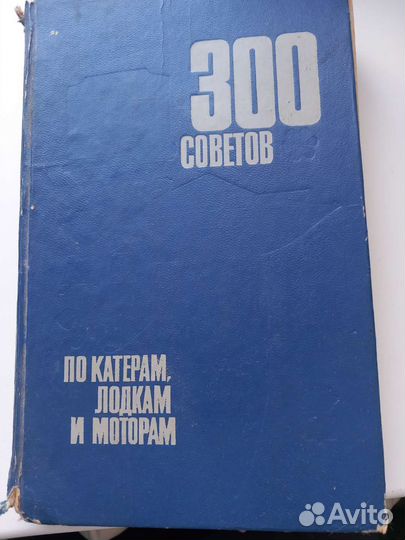 300
СОВЕТОВ
ПО КАТЕРАМ,
ЛОДКАМ
И МОТОРАМ
Avito